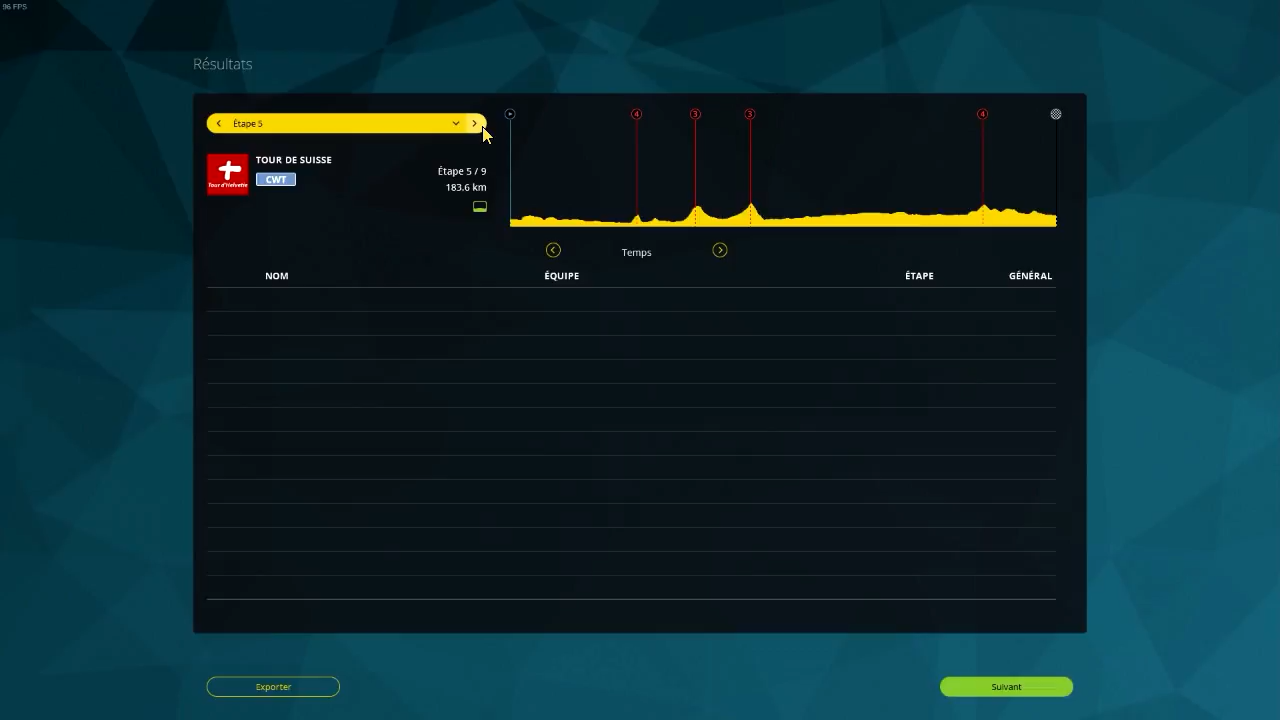 96 FPS
Résultats
Étape 5
TOUR DE SUISSE
CWT
Tour d'Helvétie
Étape 5 / 9
183.6 km
4
3
3
4
Temps
NOM ÉQUIPE ÉTAPE GÉNÉRAL
Exporter
Suivant